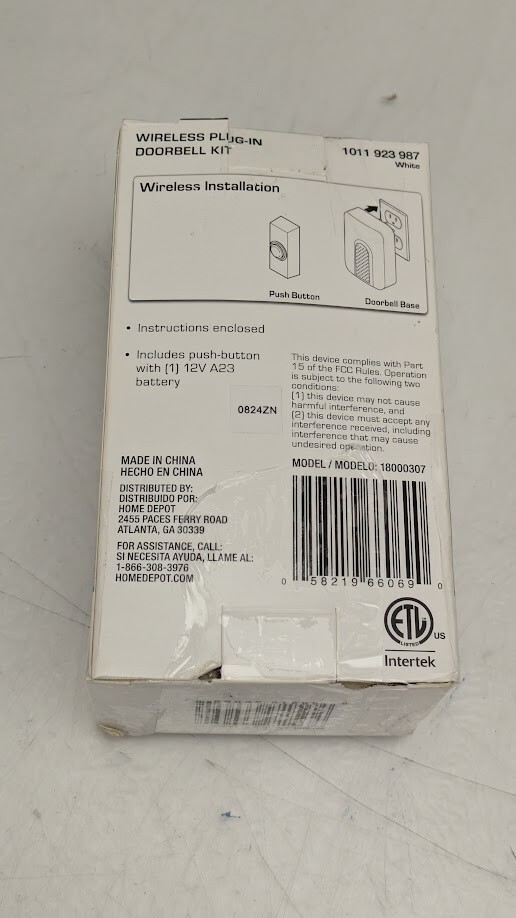 WIRELESS PLUG-IN
DOORBELL KIT
1011 923 987
White
Wireless Installation
Push Button
Doorbell Base
• Instructions enclosed
• Includes push-button
with (1) 12V A23
battery
This device complies with Part
15 of the FCC Rules. Operation
is subject to the following two
conditions:
(1) this device may not cause
harmful interference, and
(2) this device must accept any
interference received, including
interference that may cause
undesired operation.
0824ZN
MADE IN CHINA
HECHO EN CHINA
DISTRIBUTED BY:
DISTRIBUIDO POR:
HOME DEPOT
2455 PACES FERRY ROAD
ATLANTA, GA 30339
FOR ASSISTANCE, CALL:
SI NECESITA AYUDA, LLAME AL:
1-866-308-3976
HOMEDEPOT.COM
MODEL / MODELO: 18000307
0 58219 66069 0
ETL
LISTED
US
Intertek